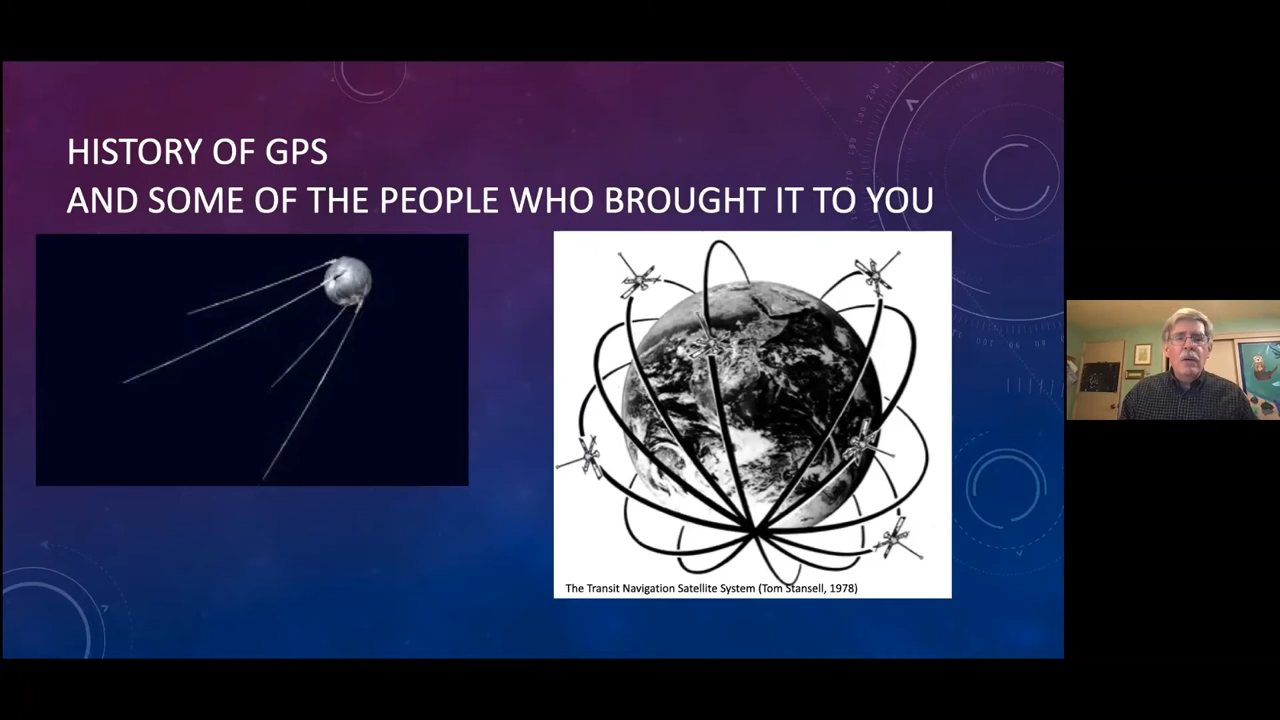 HISTORY OF GPS
AND SOME OF THE PEOPLE WHO BROUGHT IT TO YOU
The Transit Navigation Satellite System (Tom Stansell, 1978)